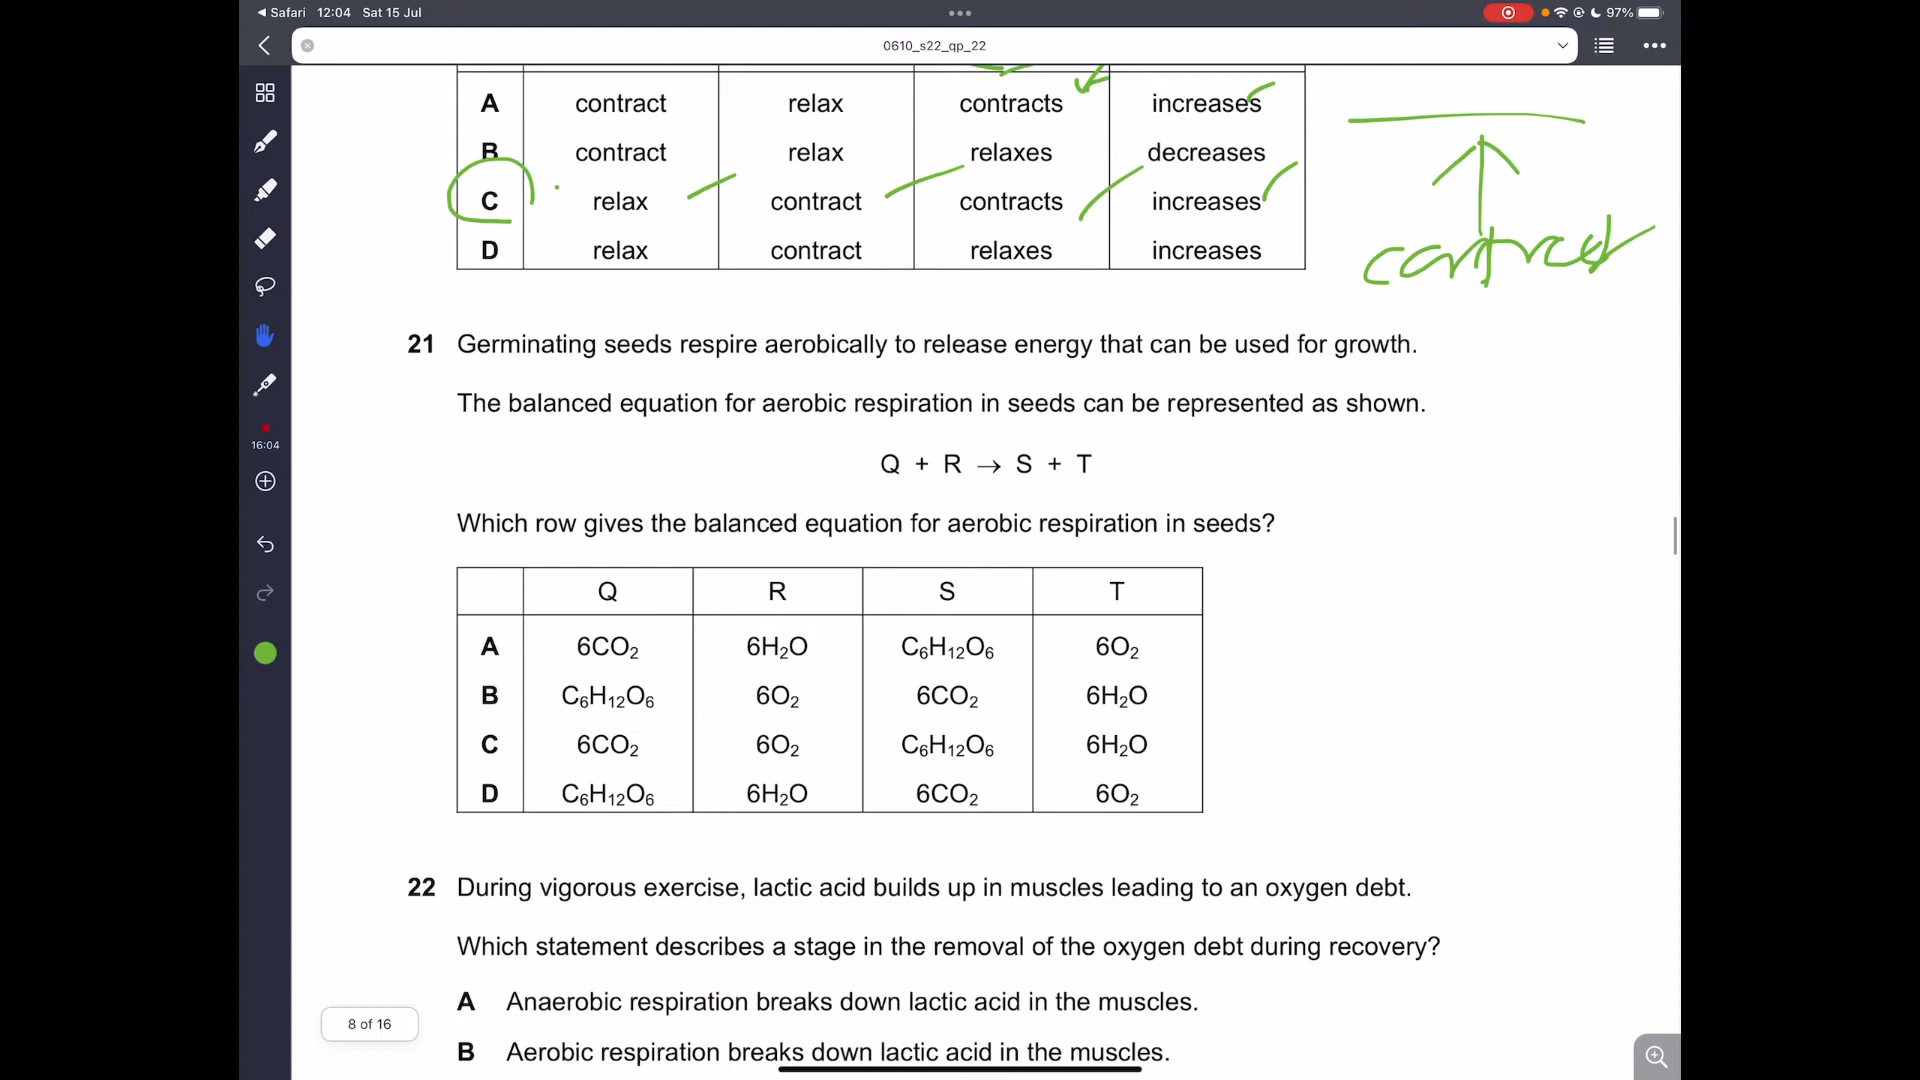 Safari 12:04 Sat 15 Jul
97%
0610_s22_qp_22
A contract relax contracts increases
B contract relax relaxes decreases
C relax contract contracts increases
D relax contract relaxes increases
contract
16:04
21 Germinating seeds respire aerobically to release energy that can be used for growth.
The balanced equation for aerobic respiration in seeds can be represented as shown.
Q + R → S + T
Which row gives the balanced equation for aerobic respiration in seeds?
Q R S T
A 6CO₂ 6H₂O C₆H₁₂O₆ 6O₂
B C₆H₁₂O₆ 6O₂ 6CO₂ 6H₂O
C 6CO₂ 6O₂ C₆H₁₂O₆ 6H₂O
D C₆H₁₂O₆ 6H₂O 6CO₂ 6O₂
22 During vigorous exercise, lactic acid builds up in muscles leading to an oxygen debt.
Which statement describes a stage in the removal of the oxygen debt during recovery?
A Anaerobic respiration breaks down lactic acid in the muscles.
B Aerobic respiration breaks down lactic acid in the muscles.
8 of 16